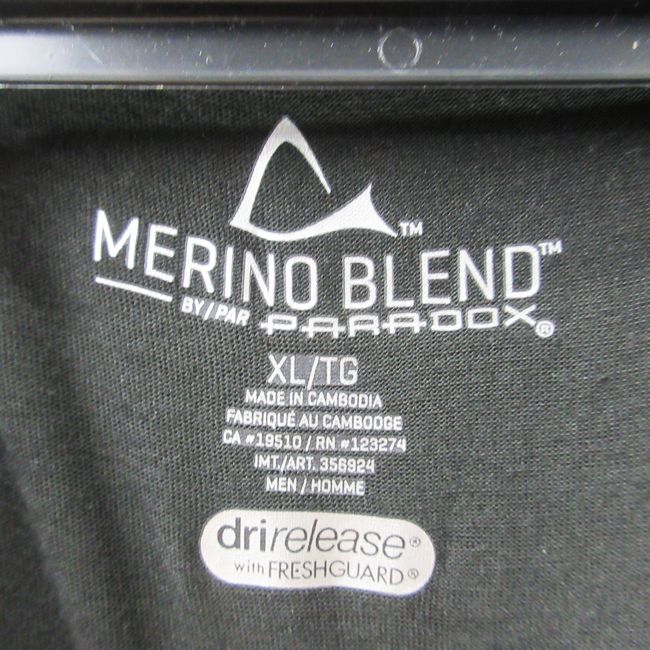 ™
MERINO BLEND™
BY/PAR PARADOX®
XL/TG
MADE IN CAMBODIA
FABRIQUÉ AU CAMBODGE
CA #19510 / RN #123274
IMT./ART. 356924
MEN / HOMME
drirelease®
with FRESHGUARD®